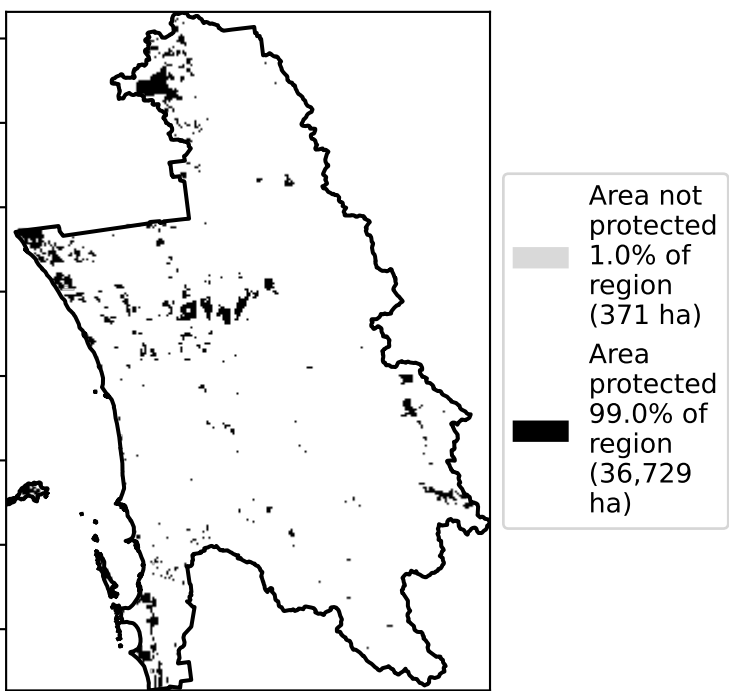 Area not
protected
1.0% of
region
(371 ha)
Area
protected
99.0% of
region
(36,729
ha)